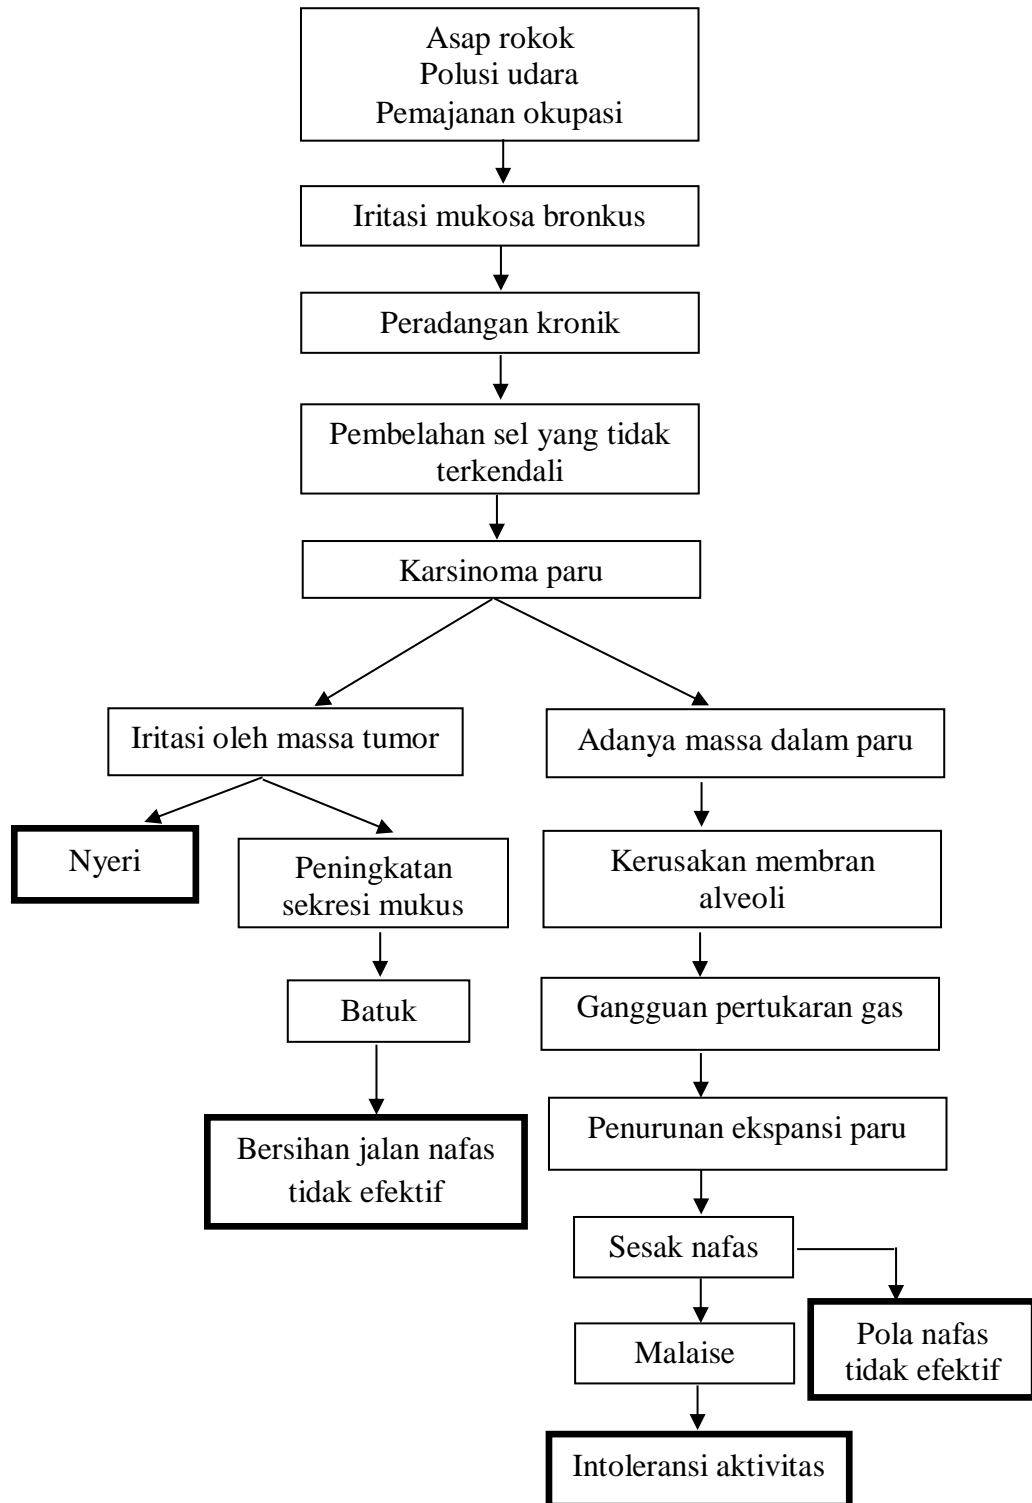 Asap rokok
Polusi udara
Pemajanan okupasi
Iritasi mukosa bronkus
Peradangan kronik
Pembelahan sel yang tidak
terkendali
Karsinoma paru
Iritasi oleh massa tumor
Adanya massa dalam paru
Nyeri
Peningkatan
sekresi mukus
Kerusakan membran
alveoli
Batuk
Gangguan pertukaran gas
Bersihan jalan nafas
tidak efektif
Penurunan ekspansi paru
Sesak nafas
Pola nafas
tidak efektif
Malaise
Intoleransi aktivitas